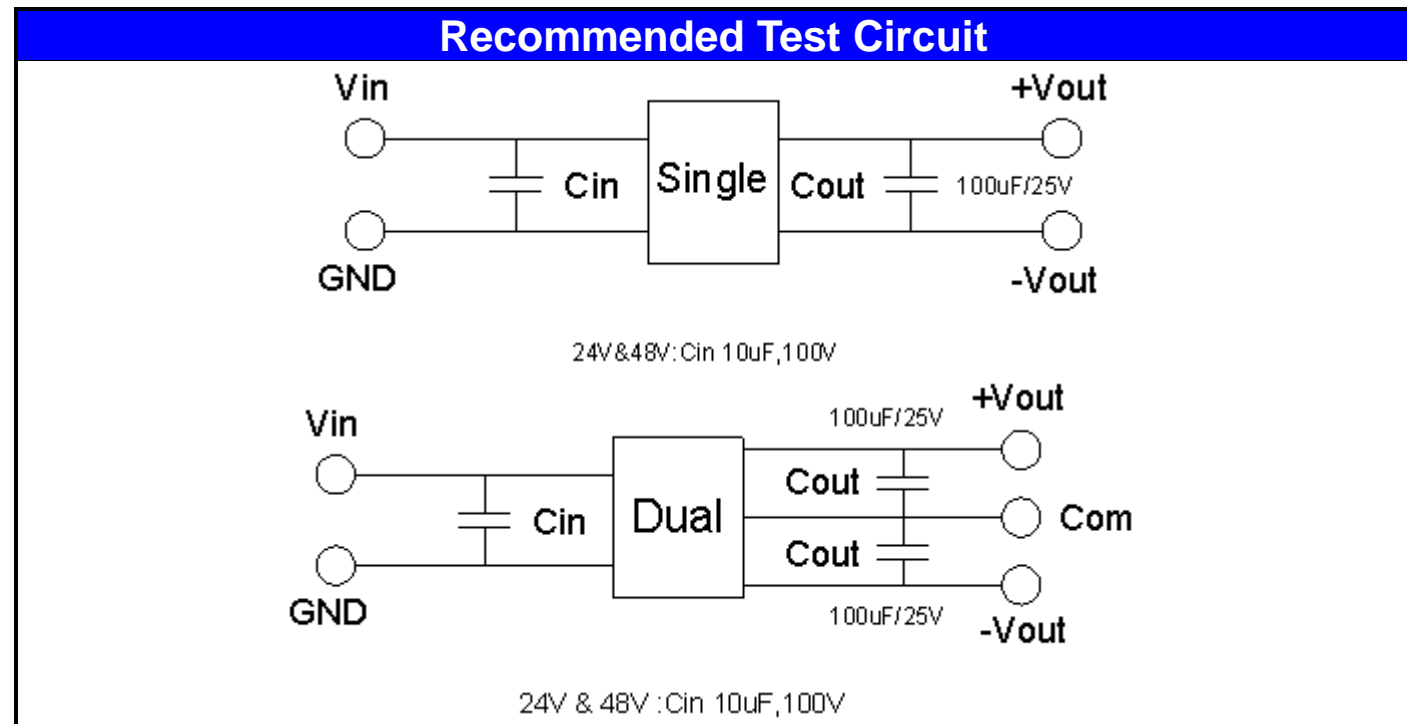 Recommended Test Circuit
Vin
+Vout
Cin
Single
Cout
100uF/25V
GND
-Vout
24V&48V:Cin 10uF,100V
+Vout
100uF/25V
Vin
Cout
Cin
Dual
Com
Cout
GND
100uF/25V
-Vout
24V & 48V :Cin 10uF,100V